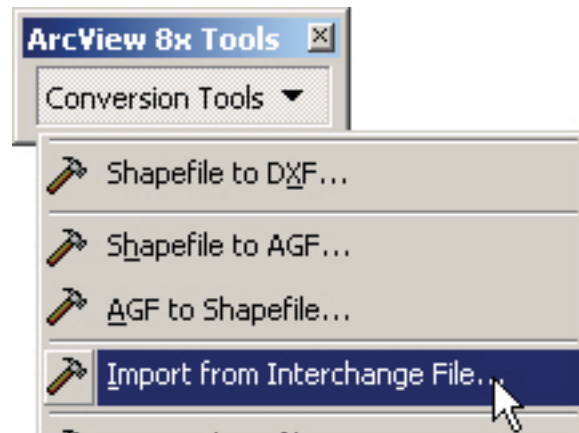 ArcView 8x Tools
Conversion Tools
Shapefile to DXF...
Shapefile to AGF...
AGF to Shapefile...
Import from Interchange File...